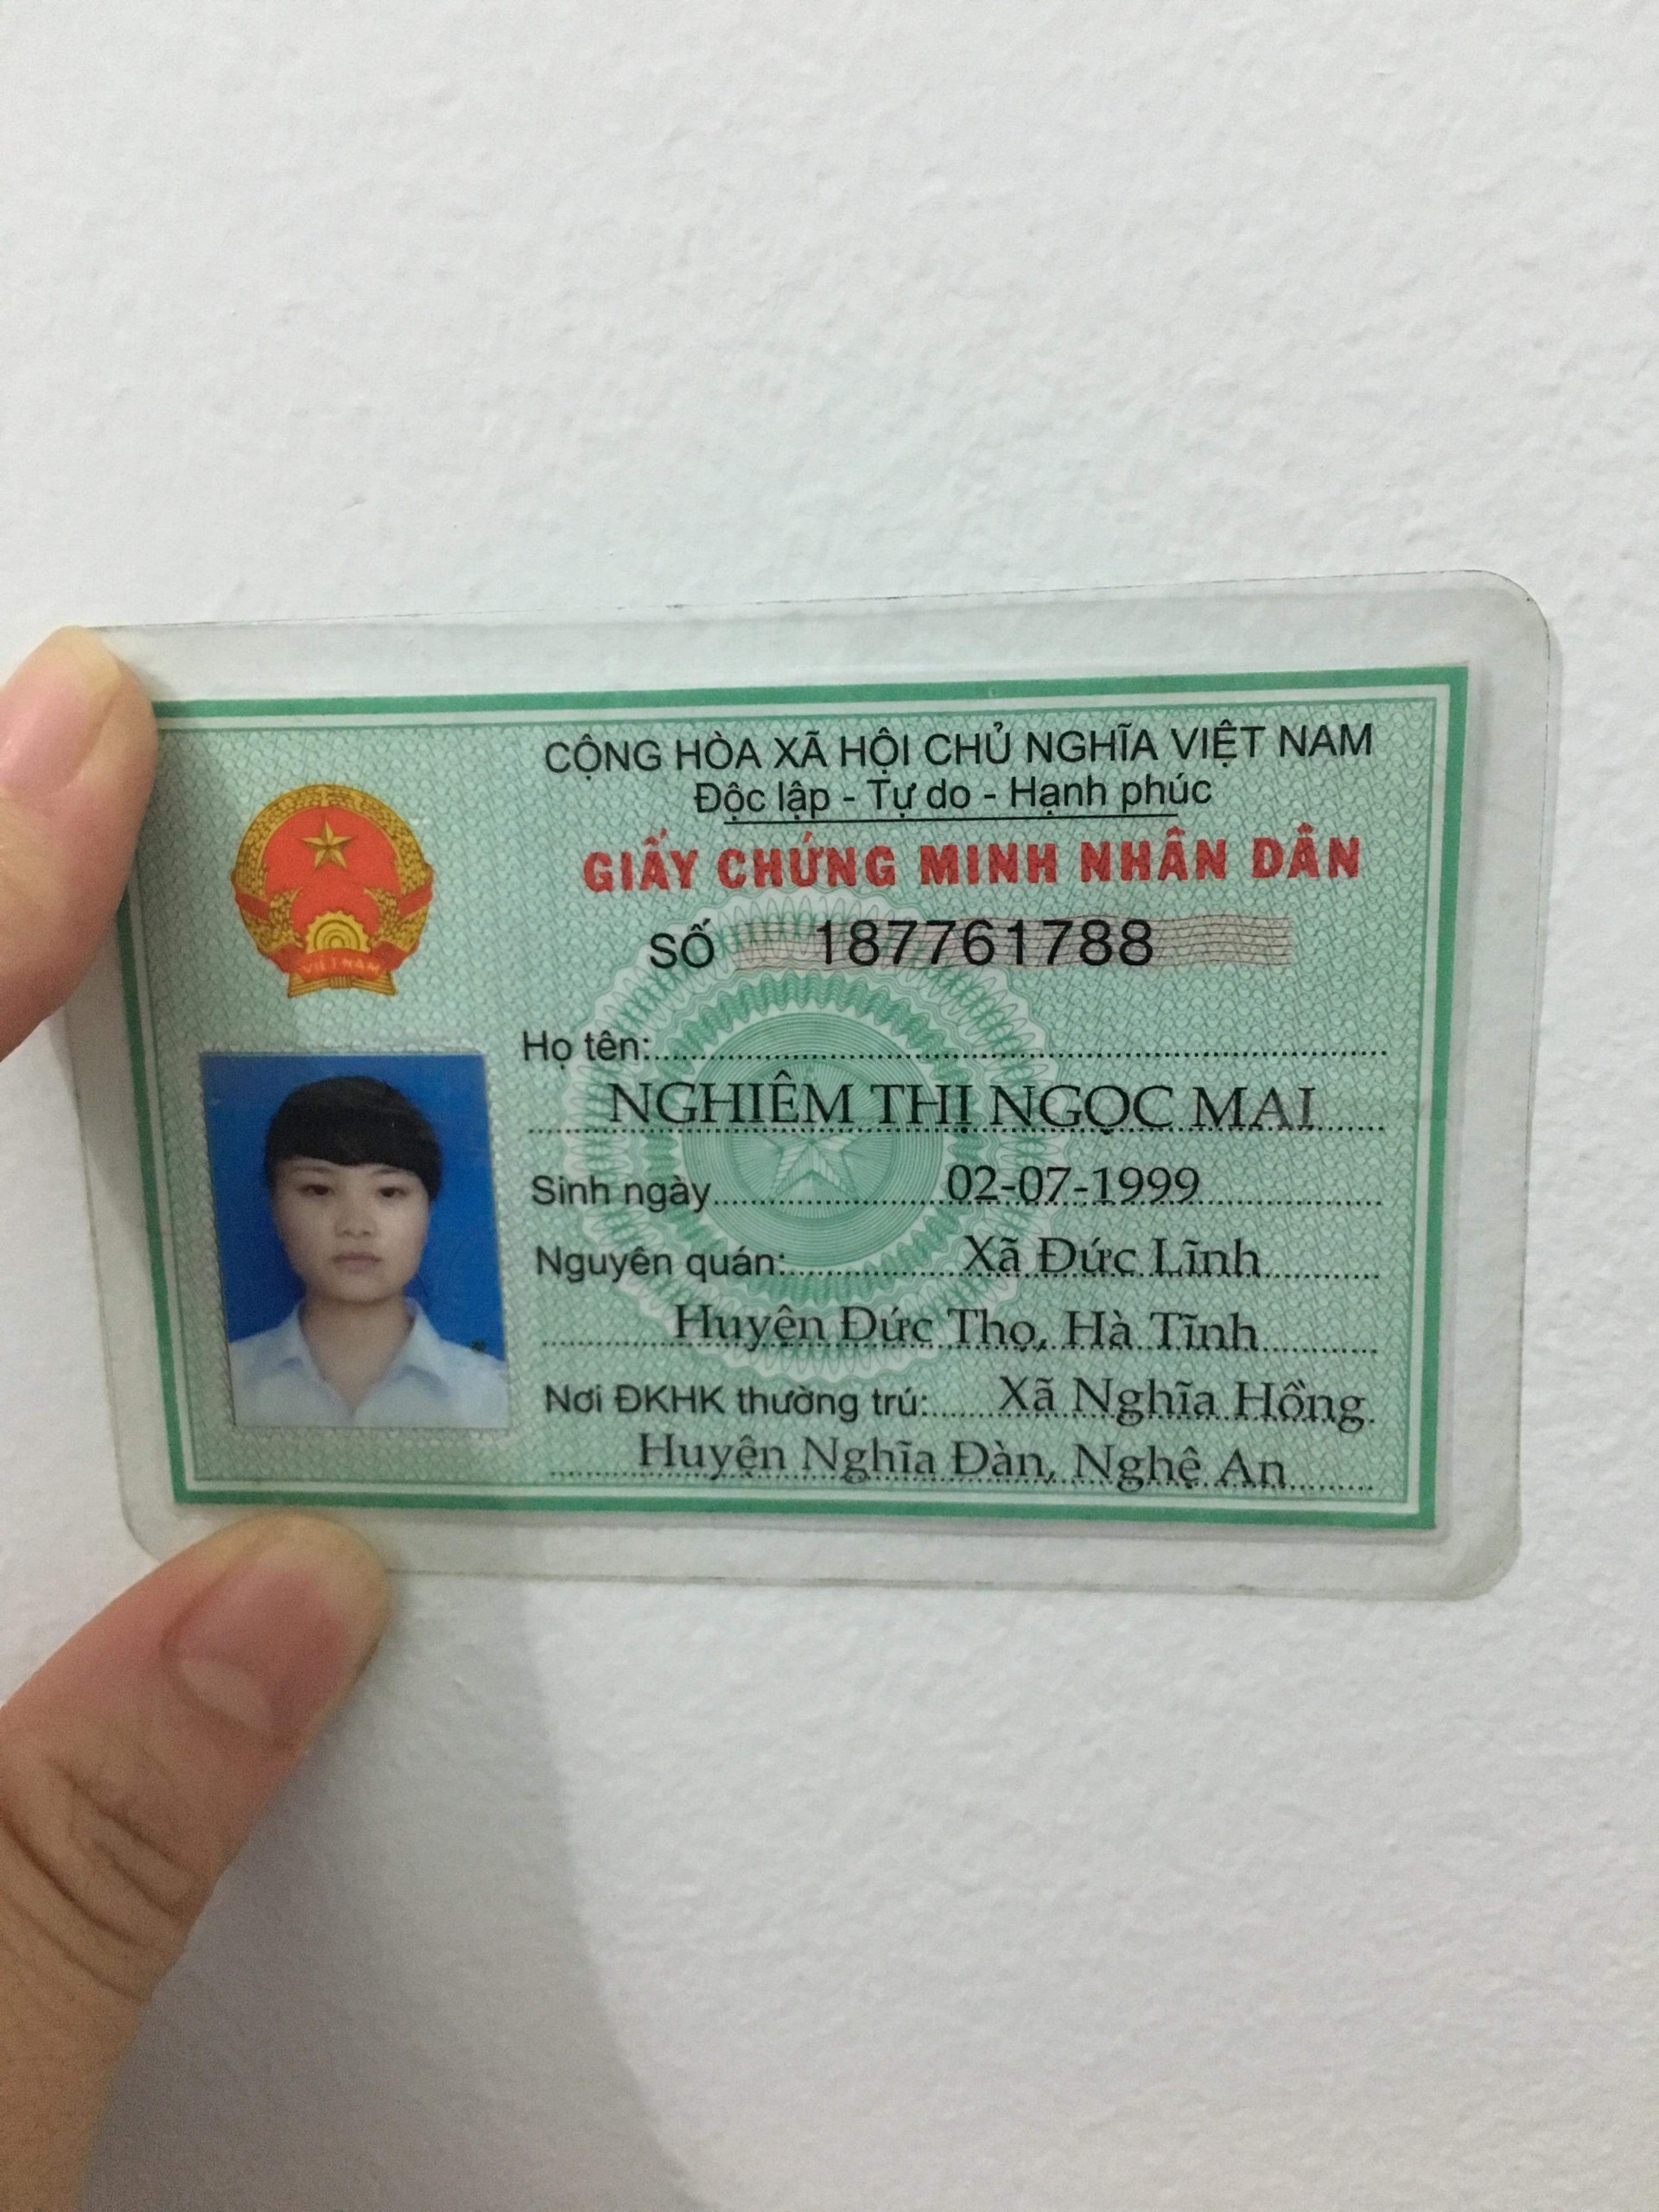 CỘNG HÒA XÃ HỘI CHỦ NGHĨA VIỆT NAM
Độc lập - Tự do - Hạnh phúc
GIẤY CHỨNG MINH NHÂN DÂN
SỐ 187761788
VIỆT NAM
Họ tên:
NGHIÊM THỊ NGỌC MAI
Sinh ngày 02-07-1999
Nguyên quán: Xã Đức Lĩnh
Huyện Đức Thọ, Hà Tĩnh
Nơi ĐKHK thường trú: Xã Nghĩa Hồng
Huyện Nghĩa Đàn, Nghệ An